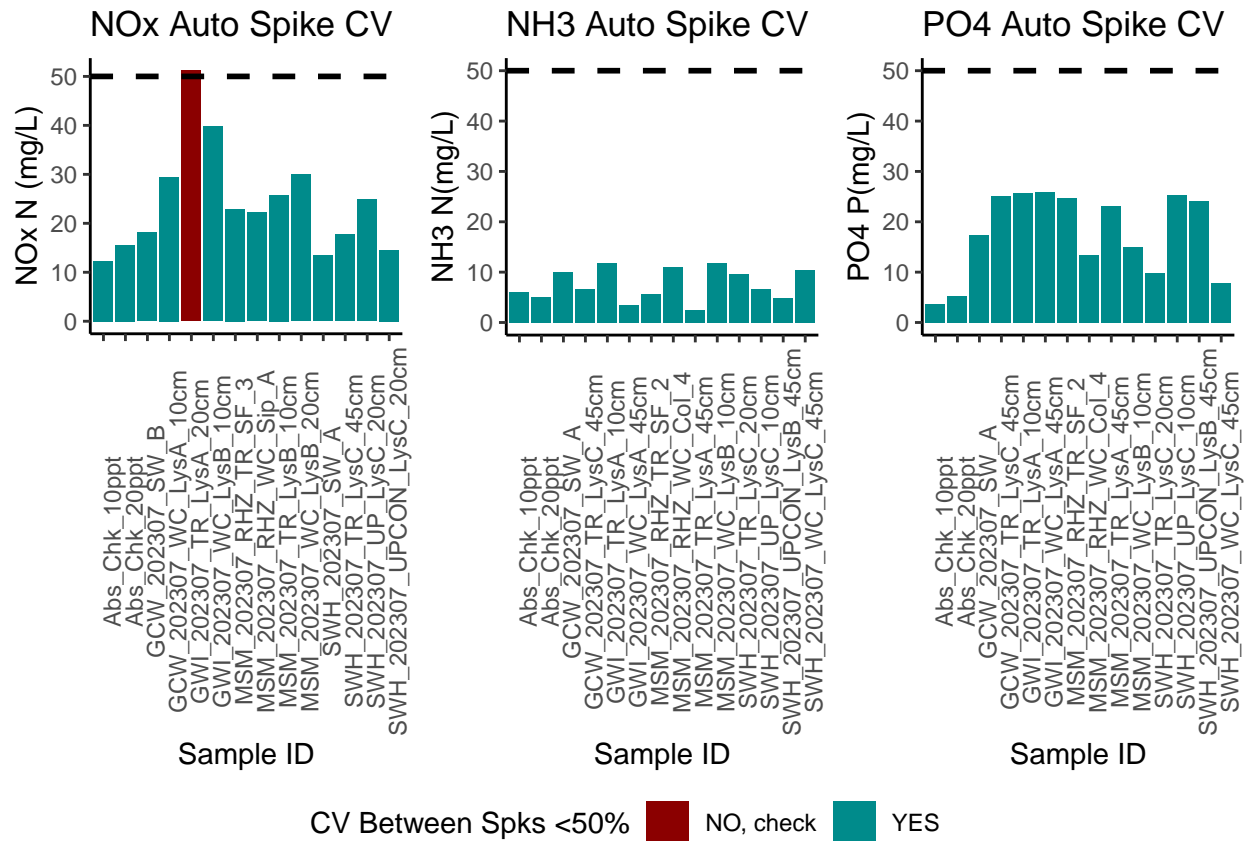 NOx Auto Spike CV
NOx N (mg/L)
50
40
30
20
10
0
Abs_Chk_10ppt
Abs_Chk_20ppt
GCW_202307_SW_B
GCW_202307_WC_LysA_10cm
GWI_202307_TR_LysA_20cm
GWI_202307_WC_LysB_10cm
MSM_202307_RHZ_TR_SF_3
MSM_202307_RHZ_WC_Sip_A
MSM_202307_TR_LysB_10cm
MSM_202307_WC_LysB_20cm
SWH_202307_SW_A
SWH_202307_TR_LysC_45cm
SWH_202307_UP_LysC_20cm
SWH_202307_UPCON_LysC_20cm
Sample ID
NH3 Auto Spike CV
NH3 N(mg/L)
50
40
30
20
10
0
Abs_Chk_10ppt
Abs_Chk_20ppt
GCW_202307_SW_A
GCW_202307_TR_LysC_45cm
GWI_202307_TR_LysA_10cm
GWI_202307_WC_LysA_45cm
MSM_202307_RHZ_TR_SF_2
MSM_202307_RHZ_WC_Col_4
MSM_202307_TR_LysA_45cm
MSM_202307_WC_LysB_10cm
SWH_202307_TR_LysC_20cm
SWH_202307_UP_LysC_10cm
SWH_202307_UPCON_LysB_45cm
SWH_202307_WC_LysC_45cm
Sample ID
PO4 Auto Spike CV
PO4 P(mg/L)
50
40
30
20
10
0
Abs_Chk_10ppt
Abs_Chk_20ppt
GCW_202307_SW_A
GCW_202307_TR_LysC_45cm
GWI_202307_TR_LysA_10cm
GWI_202307_WC_LysA_45cm
MSM_202307_RHZ_TR_SF_2
MSM_202307_RHZ_WC_Col_4
MSM_202307_TR_LysA_45cm
MSM_202307_WC_LysB_10cm
SWH_202307_TR_LysC_20cm
SWH_202307_UP_LysC_10cm
SWH_202307_UPCON_LysB_45cm
SWH_202307_WC_LysC_45cm
Sample ID
CV Between Spks <50%
NO, check
YES